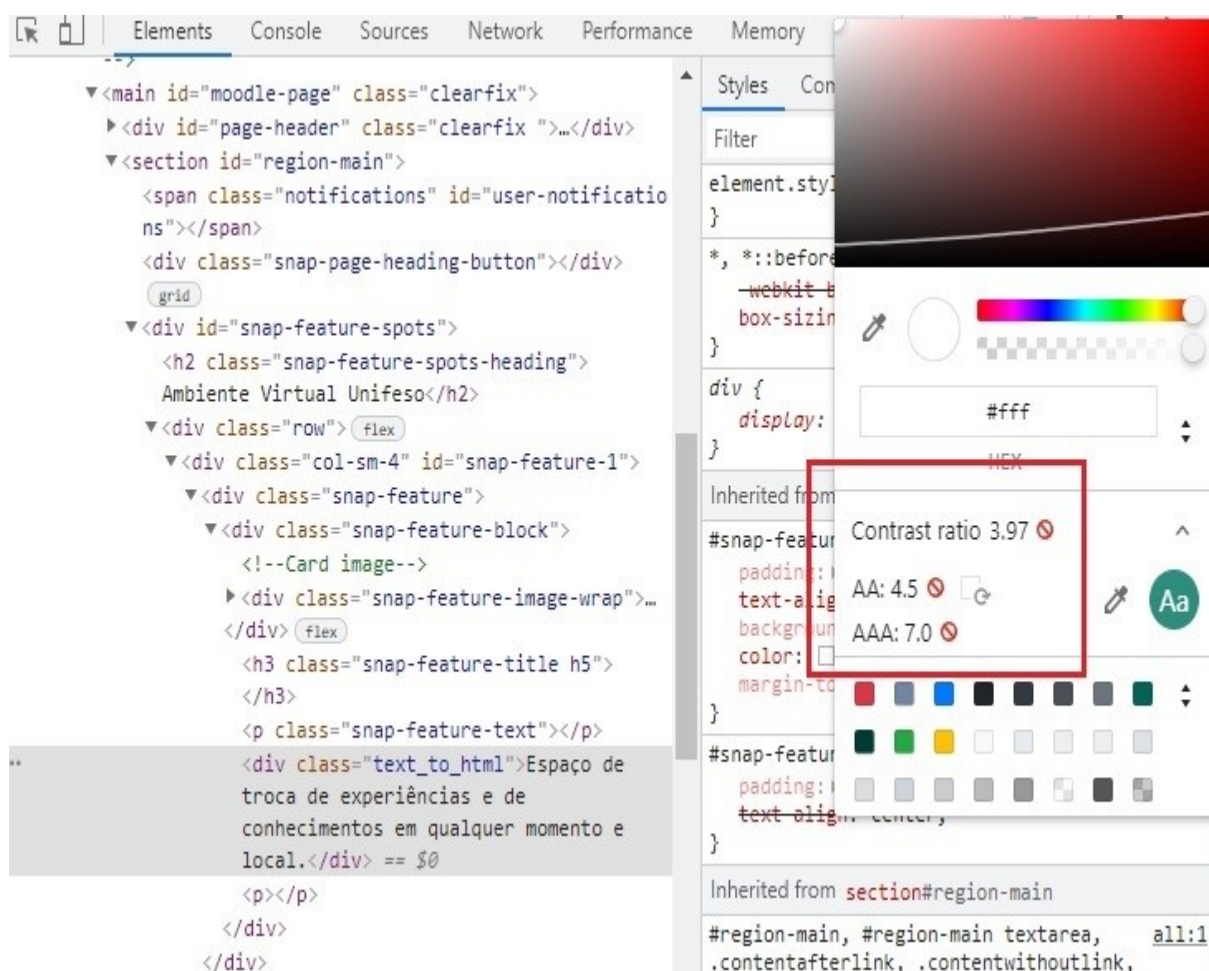 Elements Console Sources Network Performance Memory
-->
▼<main id="moodle-page" class="clearfix">
▶<div id="page-header" class="clearfix ">…</div>
▼<section id="region-main">
<span class="notifications" id="user-notificatio
ns"></span>
<div class="snap-page-heading-button"></div>
grid
▼<div id="snap-feature-spots">
<h2 class="snap-feature-spots-heading">
Ambiente Virtual Unifeso</h2>
▼<div class="row"> flex
▼<div class="col-sm-4" id="snap-feature-1">
▼<div class="snap-feature">
▼<div class="snap-feature-block">
<!--Card image-->
▶<div class="snap-feature-image-wrap">…
</div> flex
<h3 class="snap-feature-title h5">
</h3>
<p class="snap-feature-text"></p>
<div class="text_to_html">Espaço de
troca de experiências e de
conhecimentos em qualquer momento e
local.</div> == $0
<p></p>
</div>
</div>
Styles Con
Filter
element.styl
}
*, *::before
-webkit-b
box-sizin
}
div {
display:
}
Inherited from
#snap-featur
padding:
text-alig
backgroun
color:
margin-to
}
#snap-featur
padding:
text-align: center;
}
Inherited from section#region-main
#region-main, #region-main textarea, all:1
.contentafterlink, .contentwithoutlink,
#fff
HEX
Contrast ratio 3.97
AA: 4.5
Aa
AAA: 7.0